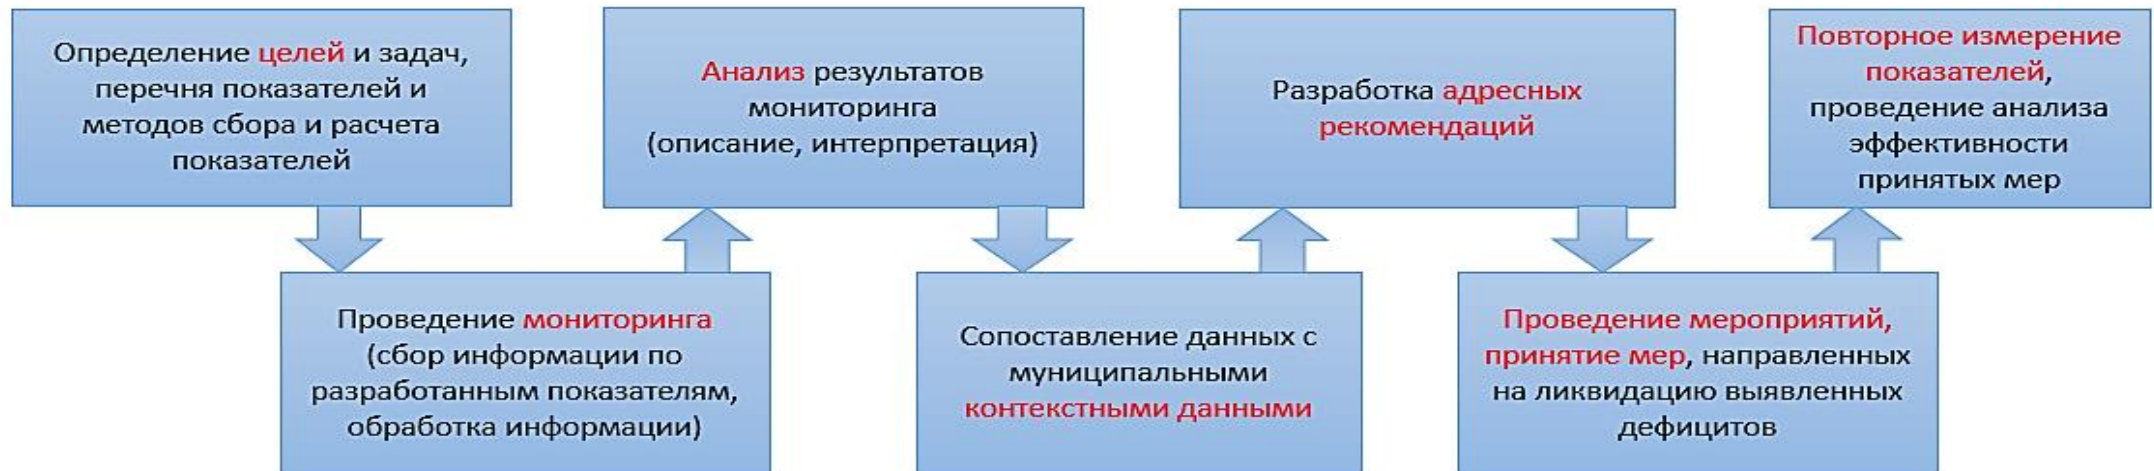 Определение целей и задач,
перечня показателей и
методов сбора и расчета
показателей
Проведение мониторинга
(сбор информации по
разработанным показателям,
обработка информации)
Анализ результатов
мониторинга
(описание, интерпретация)
Сопоставление данных с
муниципальными
контекстными данными
Разработка адресных
рекомендаций
Проведение мероприятий,
принятие мер, направленных
на ликвидацию выявленных
дефицитов
Повторное измерение
показателей,
проведение анализа
эффективности
принятых мер